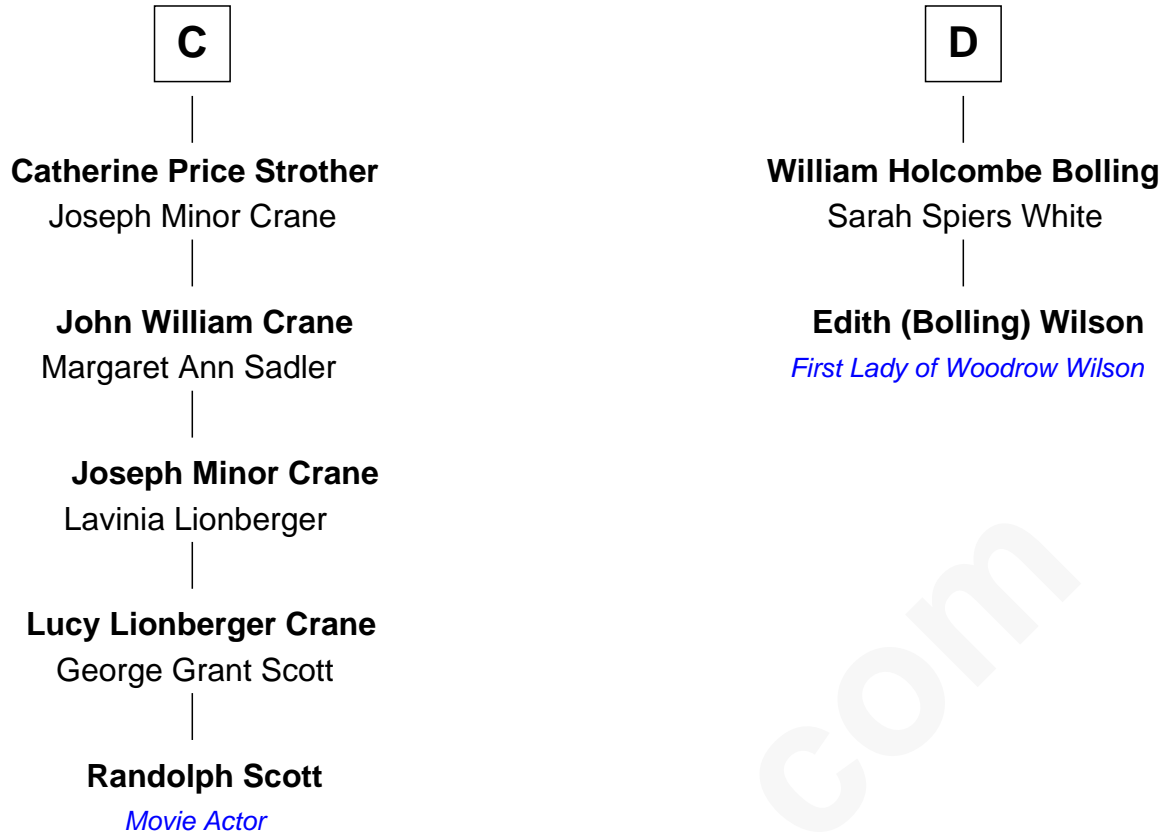 C
Catherine Price Strother
Joseph Minor Crane
John William Crane
Margaret Ann Sadler
Joseph Minor Crane
Lavinia Lionberger
Lucy Lionberger Crane
George Grant Scott
Randolph Scott
Movie Actor
D
William Holcombe Bolling
Sarah Spiers White
Edith (Bolling) Wilson
First Lady of Woodrow Wilson
com